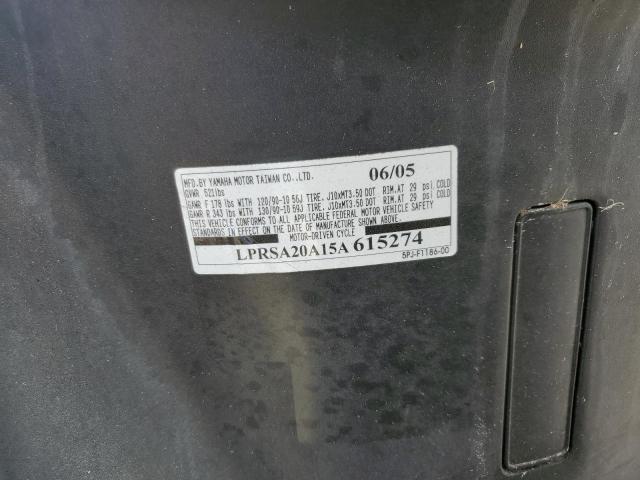 MFD.BY YAMAHA MOTOR TAIWAN CO.,LTD. 06/05
GVWR 521lbs
GAWR F 178 lbs WITH 120/90-10 56J TIRE, J10xMT3.50 DOT RIM.AT 29 psi COLD
GAWR R 343 lbs WITH 130/90-10 59J TIRE, J10xMT3.50 DOT RIM.AT 29 psi COLD
THIS VEHICLE CONFORMS TO ALL APPLICABLE FEDERAL MOTOR VEHICLE SAFETY
STANDARDS IN EFFECT ON THE DATE OF MANUFACTURE SHOWN ABOVE.
MOTOR-DRIVEN CYCLE
LPRSA20A15A 615274
5PJ-F1186-00